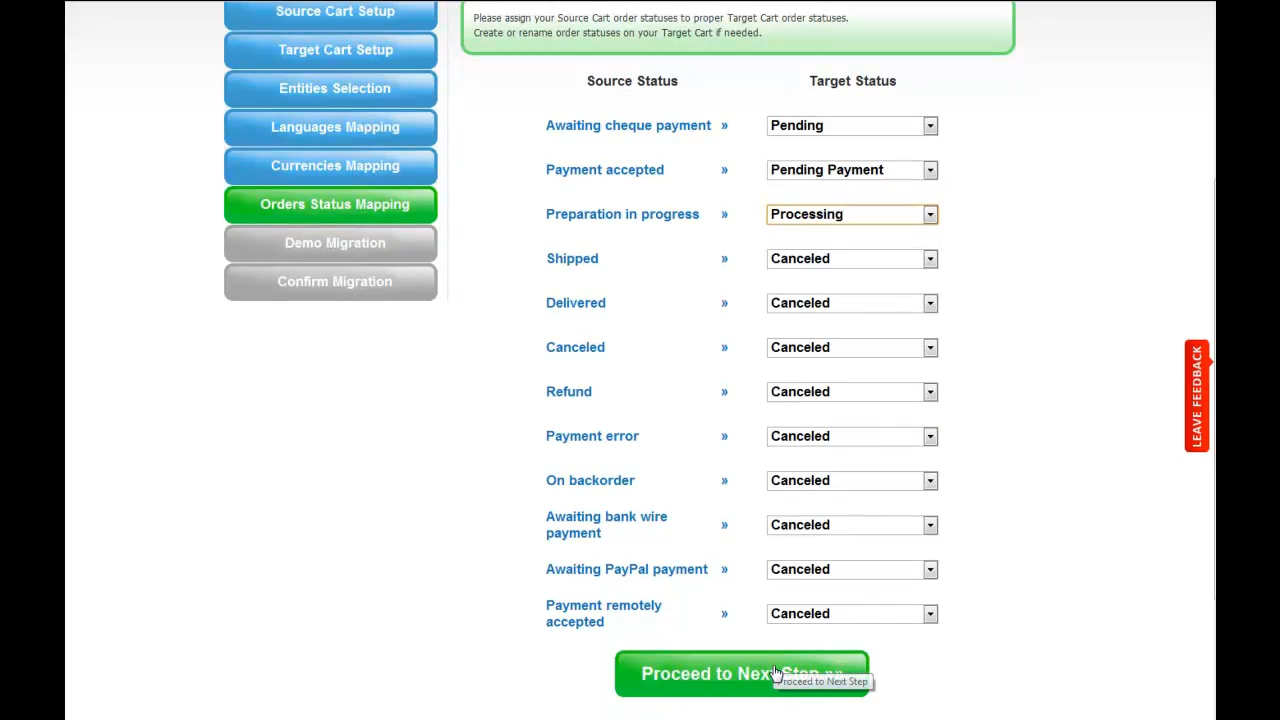 Source Cart Setup
Target Cart Setup
Entities Selection
Languages Mapping
Currencies Mapping
Orders Status Mapping
Demo Migration
Confirm Migration
Please assign your Source Cart order statuses to proper Target Cart order statuses.
Create or rename order statuses on your Target Cart if needed.
Source Status Target Status
Awaiting cheque payment » Pending
Payment accepted » Pending Payment
Preparation in progress » Processing
Shipped » Canceled
Delivered » Canceled
Canceled » Canceled
Refund » Canceled
Payment error » Canceled
On backorder » Canceled
Awaiting bank wire
payment » Canceled
Awaiting PayPal payment » Canceled
Payment remotely
accepted » Canceled
Proceed to Next Step »»
Proceed to Next Step
LEAVE FEEDBACK